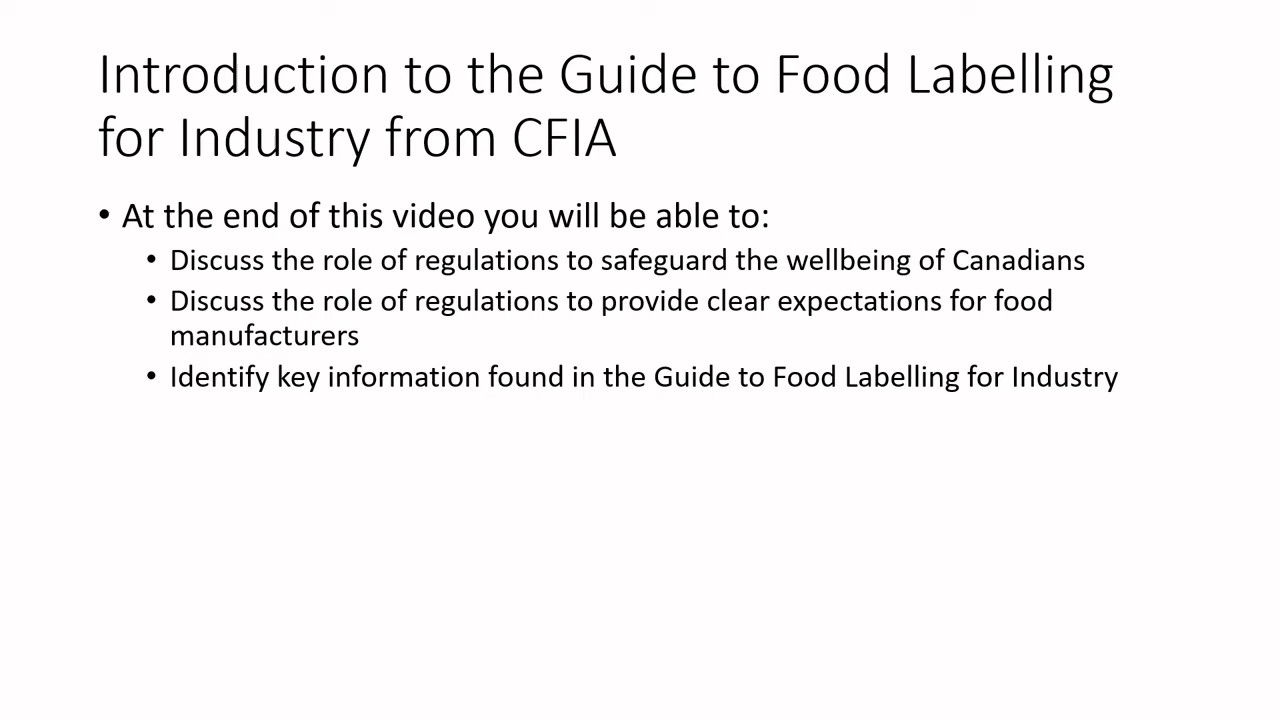 Introduction to the Guide to Food Labelling
for Industry from CFIA
• At the end of this video you will be able to:
• Discuss the role of regulations to safeguard the wellbeing of Canadians
• Discuss the role of regulations to provide clear expectations for food
manufacturers
• Identify key information found in the Guide to Food Labelling for Industry